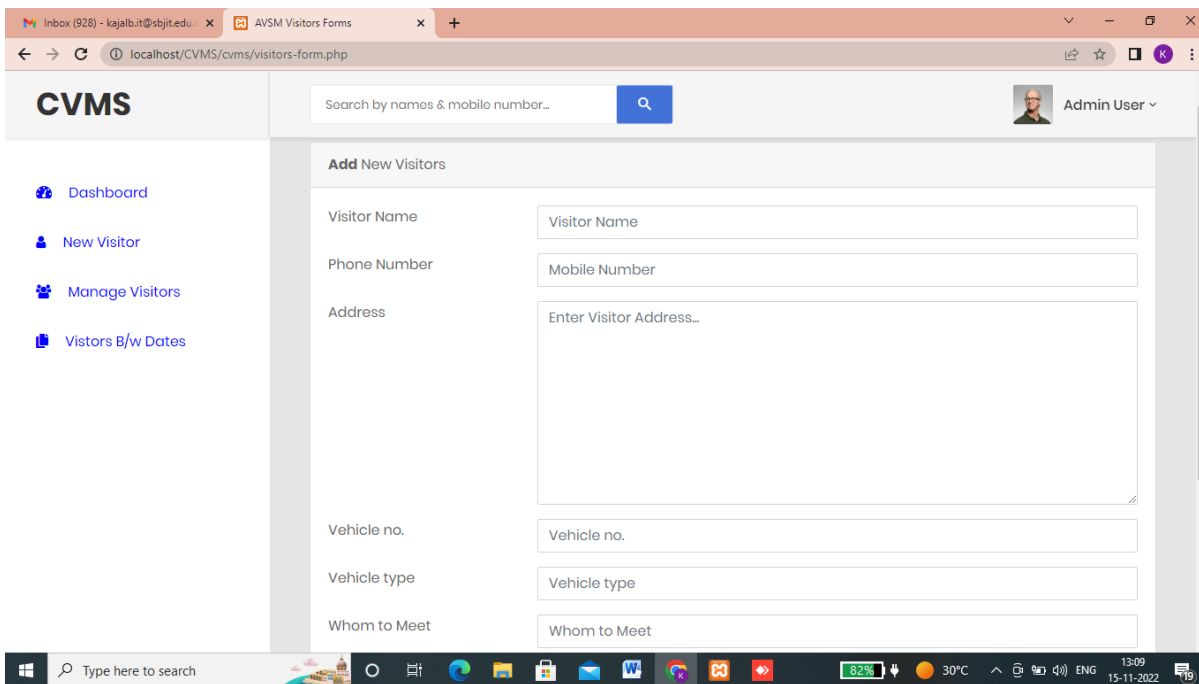 Inbox (928) - kajalb.it@sbjit.edu.
AVSM Visitors Forms
localhost/CVMS/cvms/visitors-form.php
K
CVMS
Search by names & mobile number...
Admin User
Dashboard
New Visitor
Manage Visitors
Vistors B/w Dates
Add New Visitors
Visitor Name
Visitor Name
Phone Number
Mobile Number
Address
Enter Visitor Address...
Vehicle no.
Vehicle no.
Vehicle type
Vehicle type
Whom to Meet
Whom to Meet
Type here to search
W
K
82%
30°C
ENG
13:09
15-11-2022
19